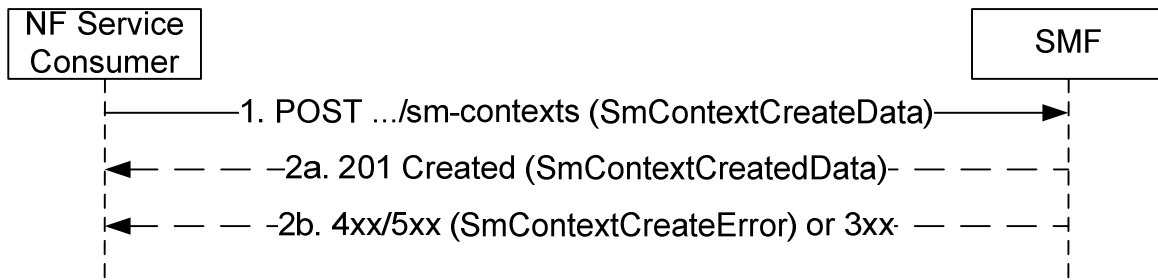 NF Service
Consumer
SMF
1. POST .../sm-contexts (SmContextCreateData)
2a. 201 Created (SmContextCreatedData)
2b. 4xx/5xx (SmContextCreateError) or 3xx